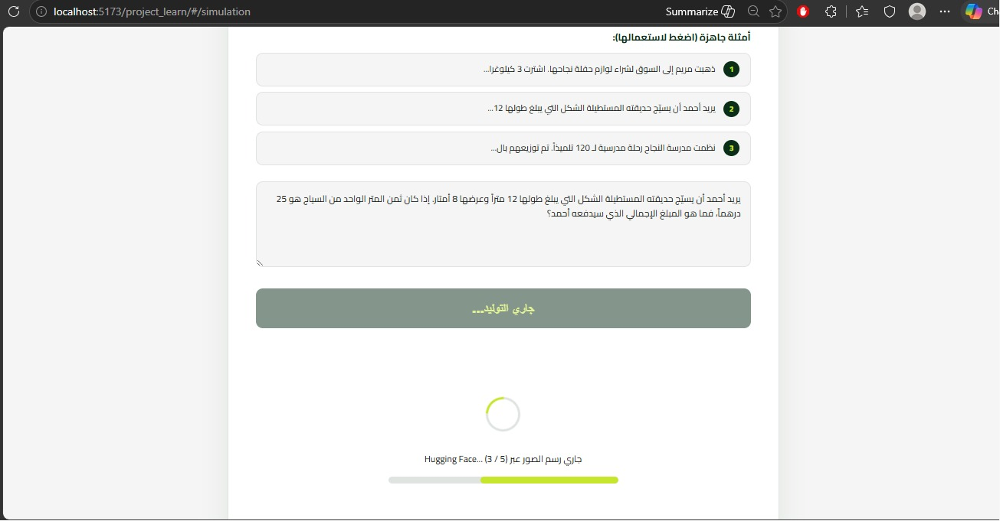 localhost:5173/project_learn/#/simulation
Summarize
Ch
أمثلة جاهزة (اضغط لاستعمالها):
1 ذهبت مريم إلى السوق لشراء لوازم حفلة نجاحها. اشترت 3 كيلوغرا...
2 يريد أحمد أن يسيّج حديقته المستطيلة الشكل التي يبلغ طولها 12...
3 نظمت مدرسة النجاح رحلة مدرسية لـ 120 تلميذاً. تم توزيعهم بال...
يريد أحمد أن يسيّج حديقته المستطيلة الشكل التي يبلغ طولها 12 متراً وعرضها 8 أمتار. إذا كان ثمن المتر الواحد من السياج هو 25
درهماً، فما هو المبلغ الإجمالي الذي سيدفعه أحمد؟
جاري التوليد...
جاري رسم الصور عبر Hugging Face... (3 / 5)